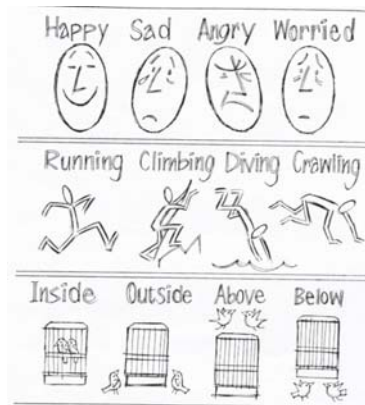 Happy Sad Angry Worried
Running Climbing Diving Crawling
Inside Outside Above Below